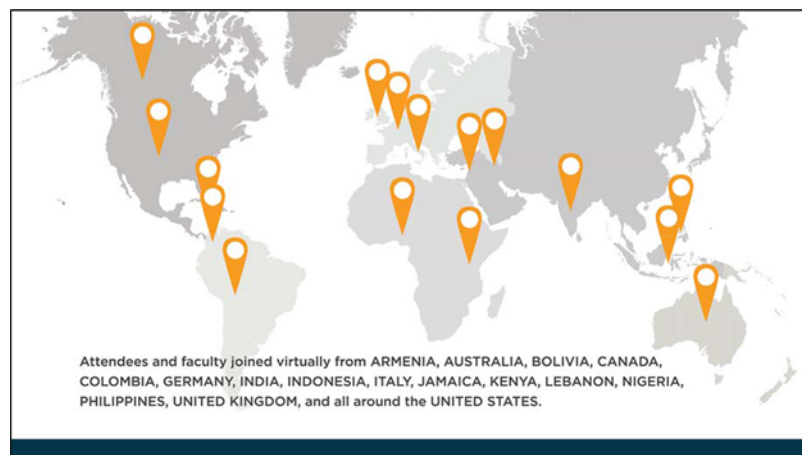 Attendees and faculty joined virtually from ARMENIA, AUSTRALIA, BOLIVIA, CANADA,
COLOMBIA, GERMANY, INDIA, INDONESIA, ITALY, JAMAICA, KENYA, LEBANON, NIGERIA,
PHILIPPINES, UNITED KINGDOM, and all around the UNITED STATES.